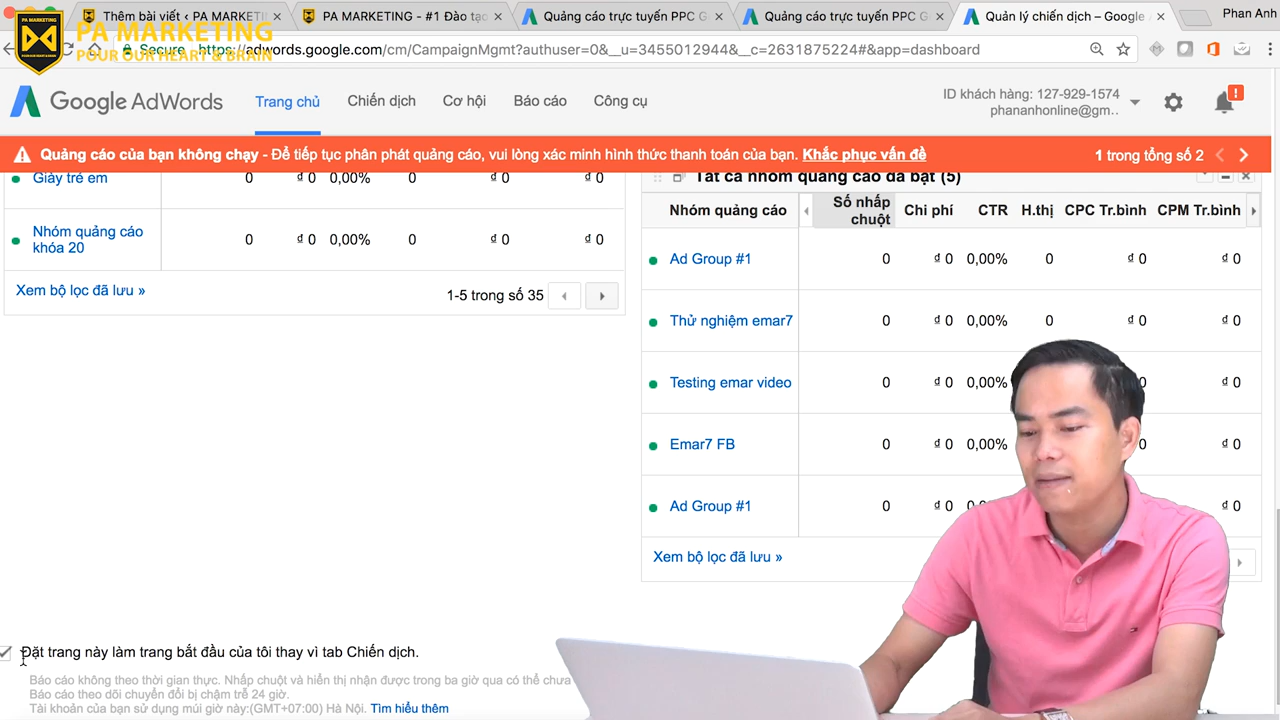 Thêm bài viết ‹ PA MARKETIN
PA MARKETING - #1 Đào tạo
Quảng cáo trực tuyến PPC G
Quảng cáo trực tuyến PPC G
Quản lý chiến dịch – Google A
Phan Anh
PA MARKETING
PA MARKETING
POUR OUR HEART & BRAIN
Secure
https://adwords.google.com/cm/CampaignMgmt?authuser=0&__u=3455012944&__c=2631875224#&app=dashboard
Google AdWords
Trang chủ
Chiến dịch
Cơ hội
Báo cáo
Công cụ
ID khách hàng: 127-929-1574
phananhonline@gm..
Quảng cáo của bạn không chạy - Để tiếp tục phân phát quảng cáo, vui lòng xác minh hình thức thanh toán của bạn. Khắc phục vấn đề
1 trong tổng số 2
Giày trẻ em 0 ₫ 0 0,00% 0 ₫ 0 ₫ 0
Nhóm quảng cáo
khóa 20 0 ₫ 0 0,00% 0 ₫ 0 ₫ 0
Xem bộ lọc đã lưu »
1-5 trong số 35
Tất cả nhóm quảng cáo đã bật (5)
Nhóm quảng cáo
Số nhấp
chuột
Chi phí
CTR
H.thị
CPC Tr.bình
CPM Tr.bình
Ad Group #1 0 ₫ 0 0,00% 0 ₫ 0 ₫ 0
Thử nghiệm emar7 0 ₫ 0 0,00% 0 ₫ 0 ₫ 0
Testing emar video 0 ₫ 0 0,00% 0 ₫ 0
Emar7 FB 0 ₫ 0 0,00% 0 ₫ 0
Ad Group #1 0 ₫ 0 ₫ 0
Xem bộ lọc đã lưu »
Đặt trang này làm trang bắt đầu của tôi thay vì tab Chiến dịch.
Báo cáo không theo thời gian thực. Nhấp chuột và hiển thị nhận được trong ba giờ qua có thể chưa
Báo cáo theo dõi chuyển đổi bị chậm trễ 24 giờ.
Tài khoản của bạn sử dụng múi giờ này:(GMT+07:00) Hà Nội. Tìm hiểu thêm